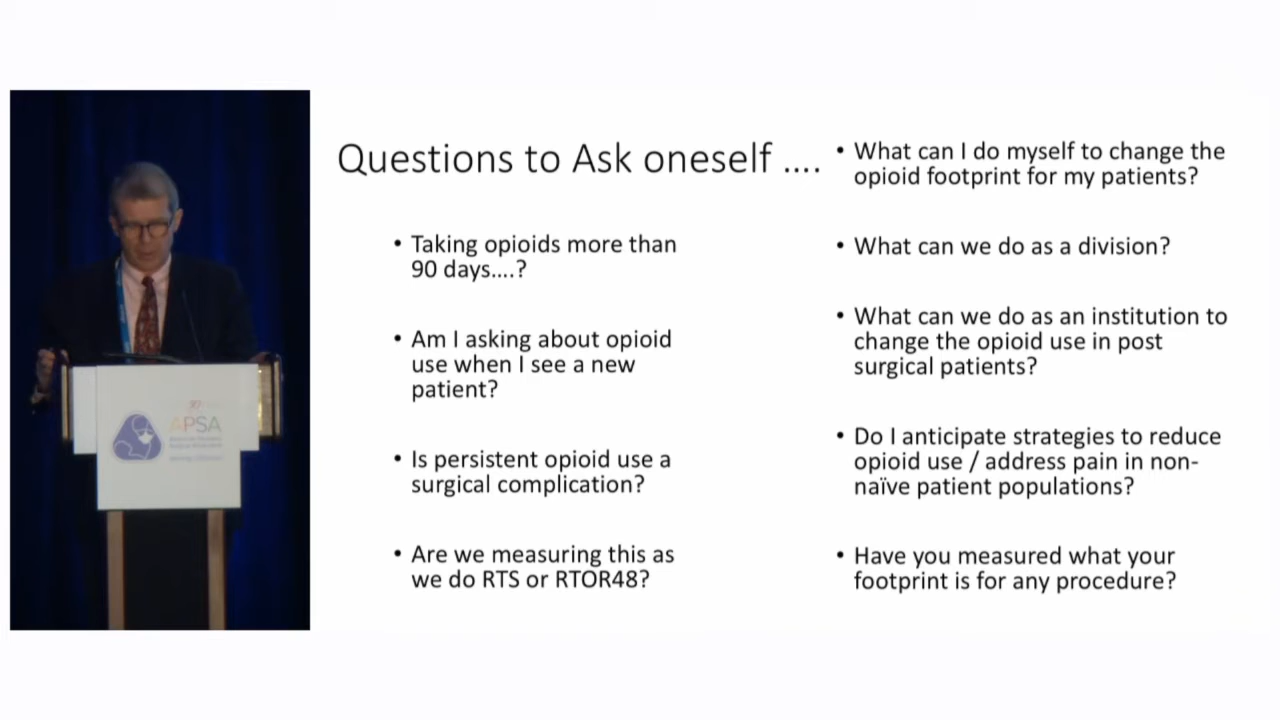 Questions to Ask oneself ....
• Taking opioids more than
90 days....?
• Am I asking about opioid
use when I see a new
patient?
• Is persistent opioid use a
surgical complication?
• Are we measuring this as
we do RTS or RTOR48?
• What can I do myself to change the
opioid footprint for my patients?
• What can we do as a division?
• What can we do as an institution to
change the opioid use in post
surgical patients?
• Do I anticipate strategies to reduce
opioid use / address pain in non-
naïve patient populations?
• Have you measured what your
footprint is for any procedure?
APSA